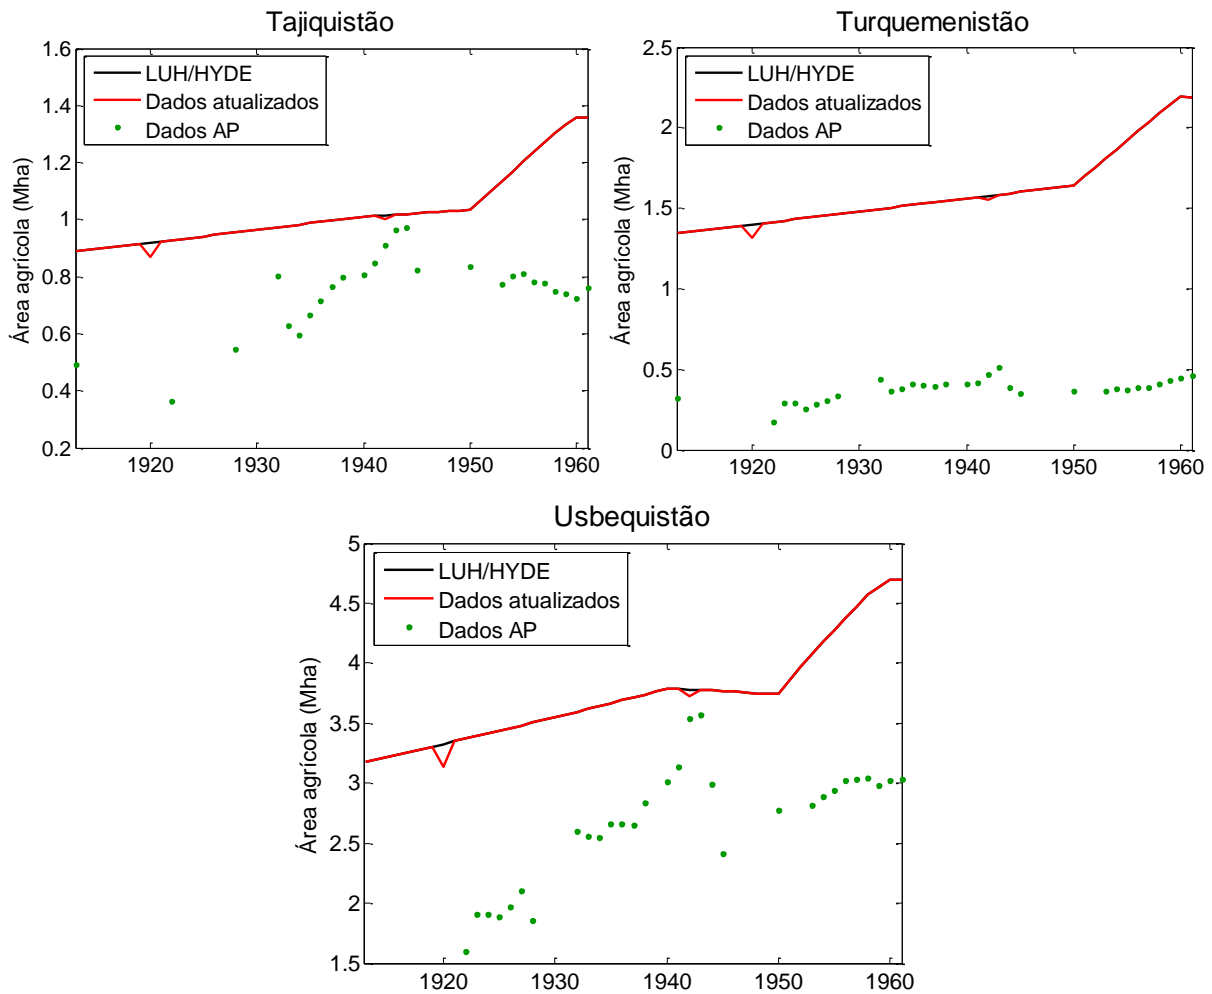 Tajiquistão
1.6
1.4
1.2
1
0.8
0.6
0.4
0.2
Área agrícola (Mha)
LUH/HYDE
Dados atualizados
Dados AP
1920
1930
1940
1950
1960
Turquemenistão
2.5
2
1.5
1
0.5
0
Área agrícola (Mha)
LUH/HYDE
Dados atualizados
Dados AP
1920
1930
1940
1950
1960
Usbequistão
5
4.5
4
3.5
3
2.5
2
1.5
Área agrícola (Mha)
LUH/HYDE
Dados atualizados
Dados AP
1920
1930
1940
1950
1960